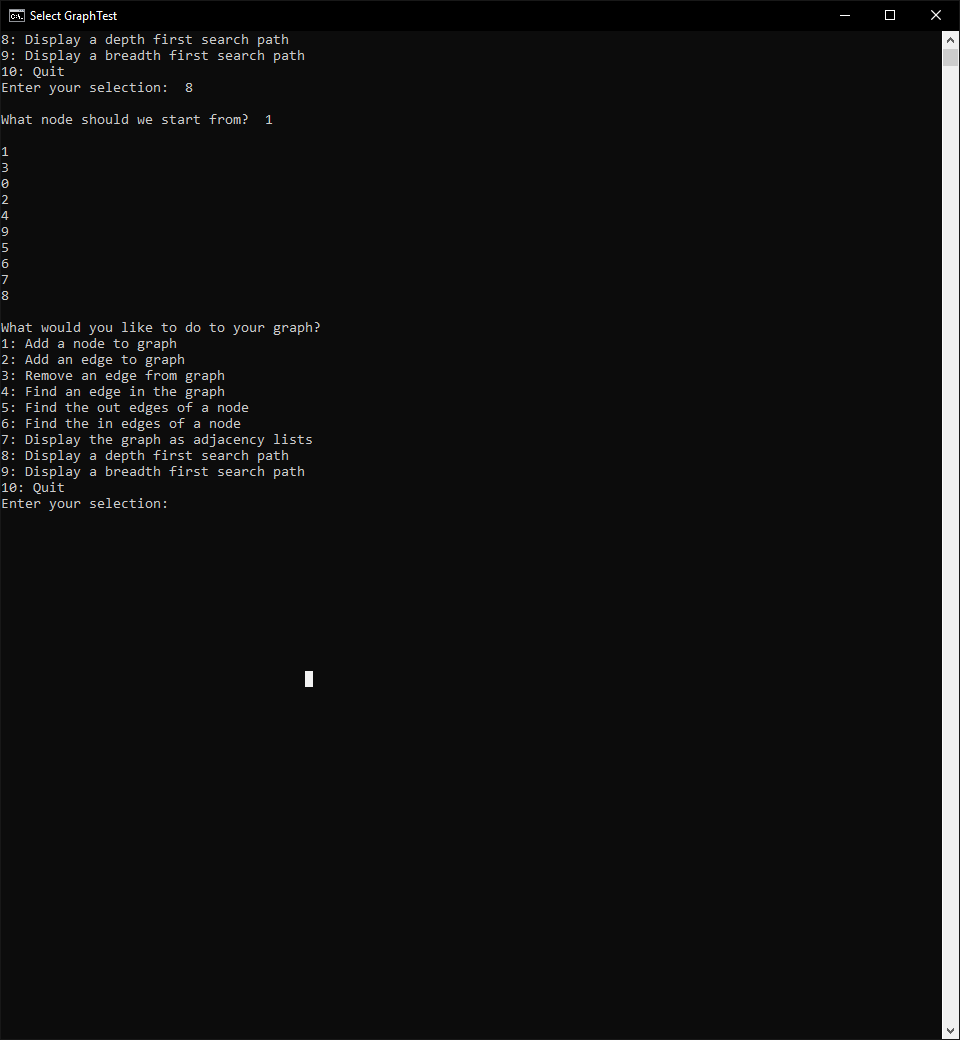 Select GraphTest
8: Display a depth first search path
9: Display a breadth first search path
10: Quit
Enter your selection:  8
What node should we start from?  1
1
3
0
2
4
9
5
6
7
8
What would you like to do to your graph?
1: Add a node to graph
2: Add an edge to graph
3: Remove an edge from graph
4: Find an edge in the graph
5: Find the out edges of a node
6: Find the in edges of a node
7: Display the graph as adjacency lists
8: Display a depth first search path
9: Display a breadth first search path
10: Quit
Enter your selection: